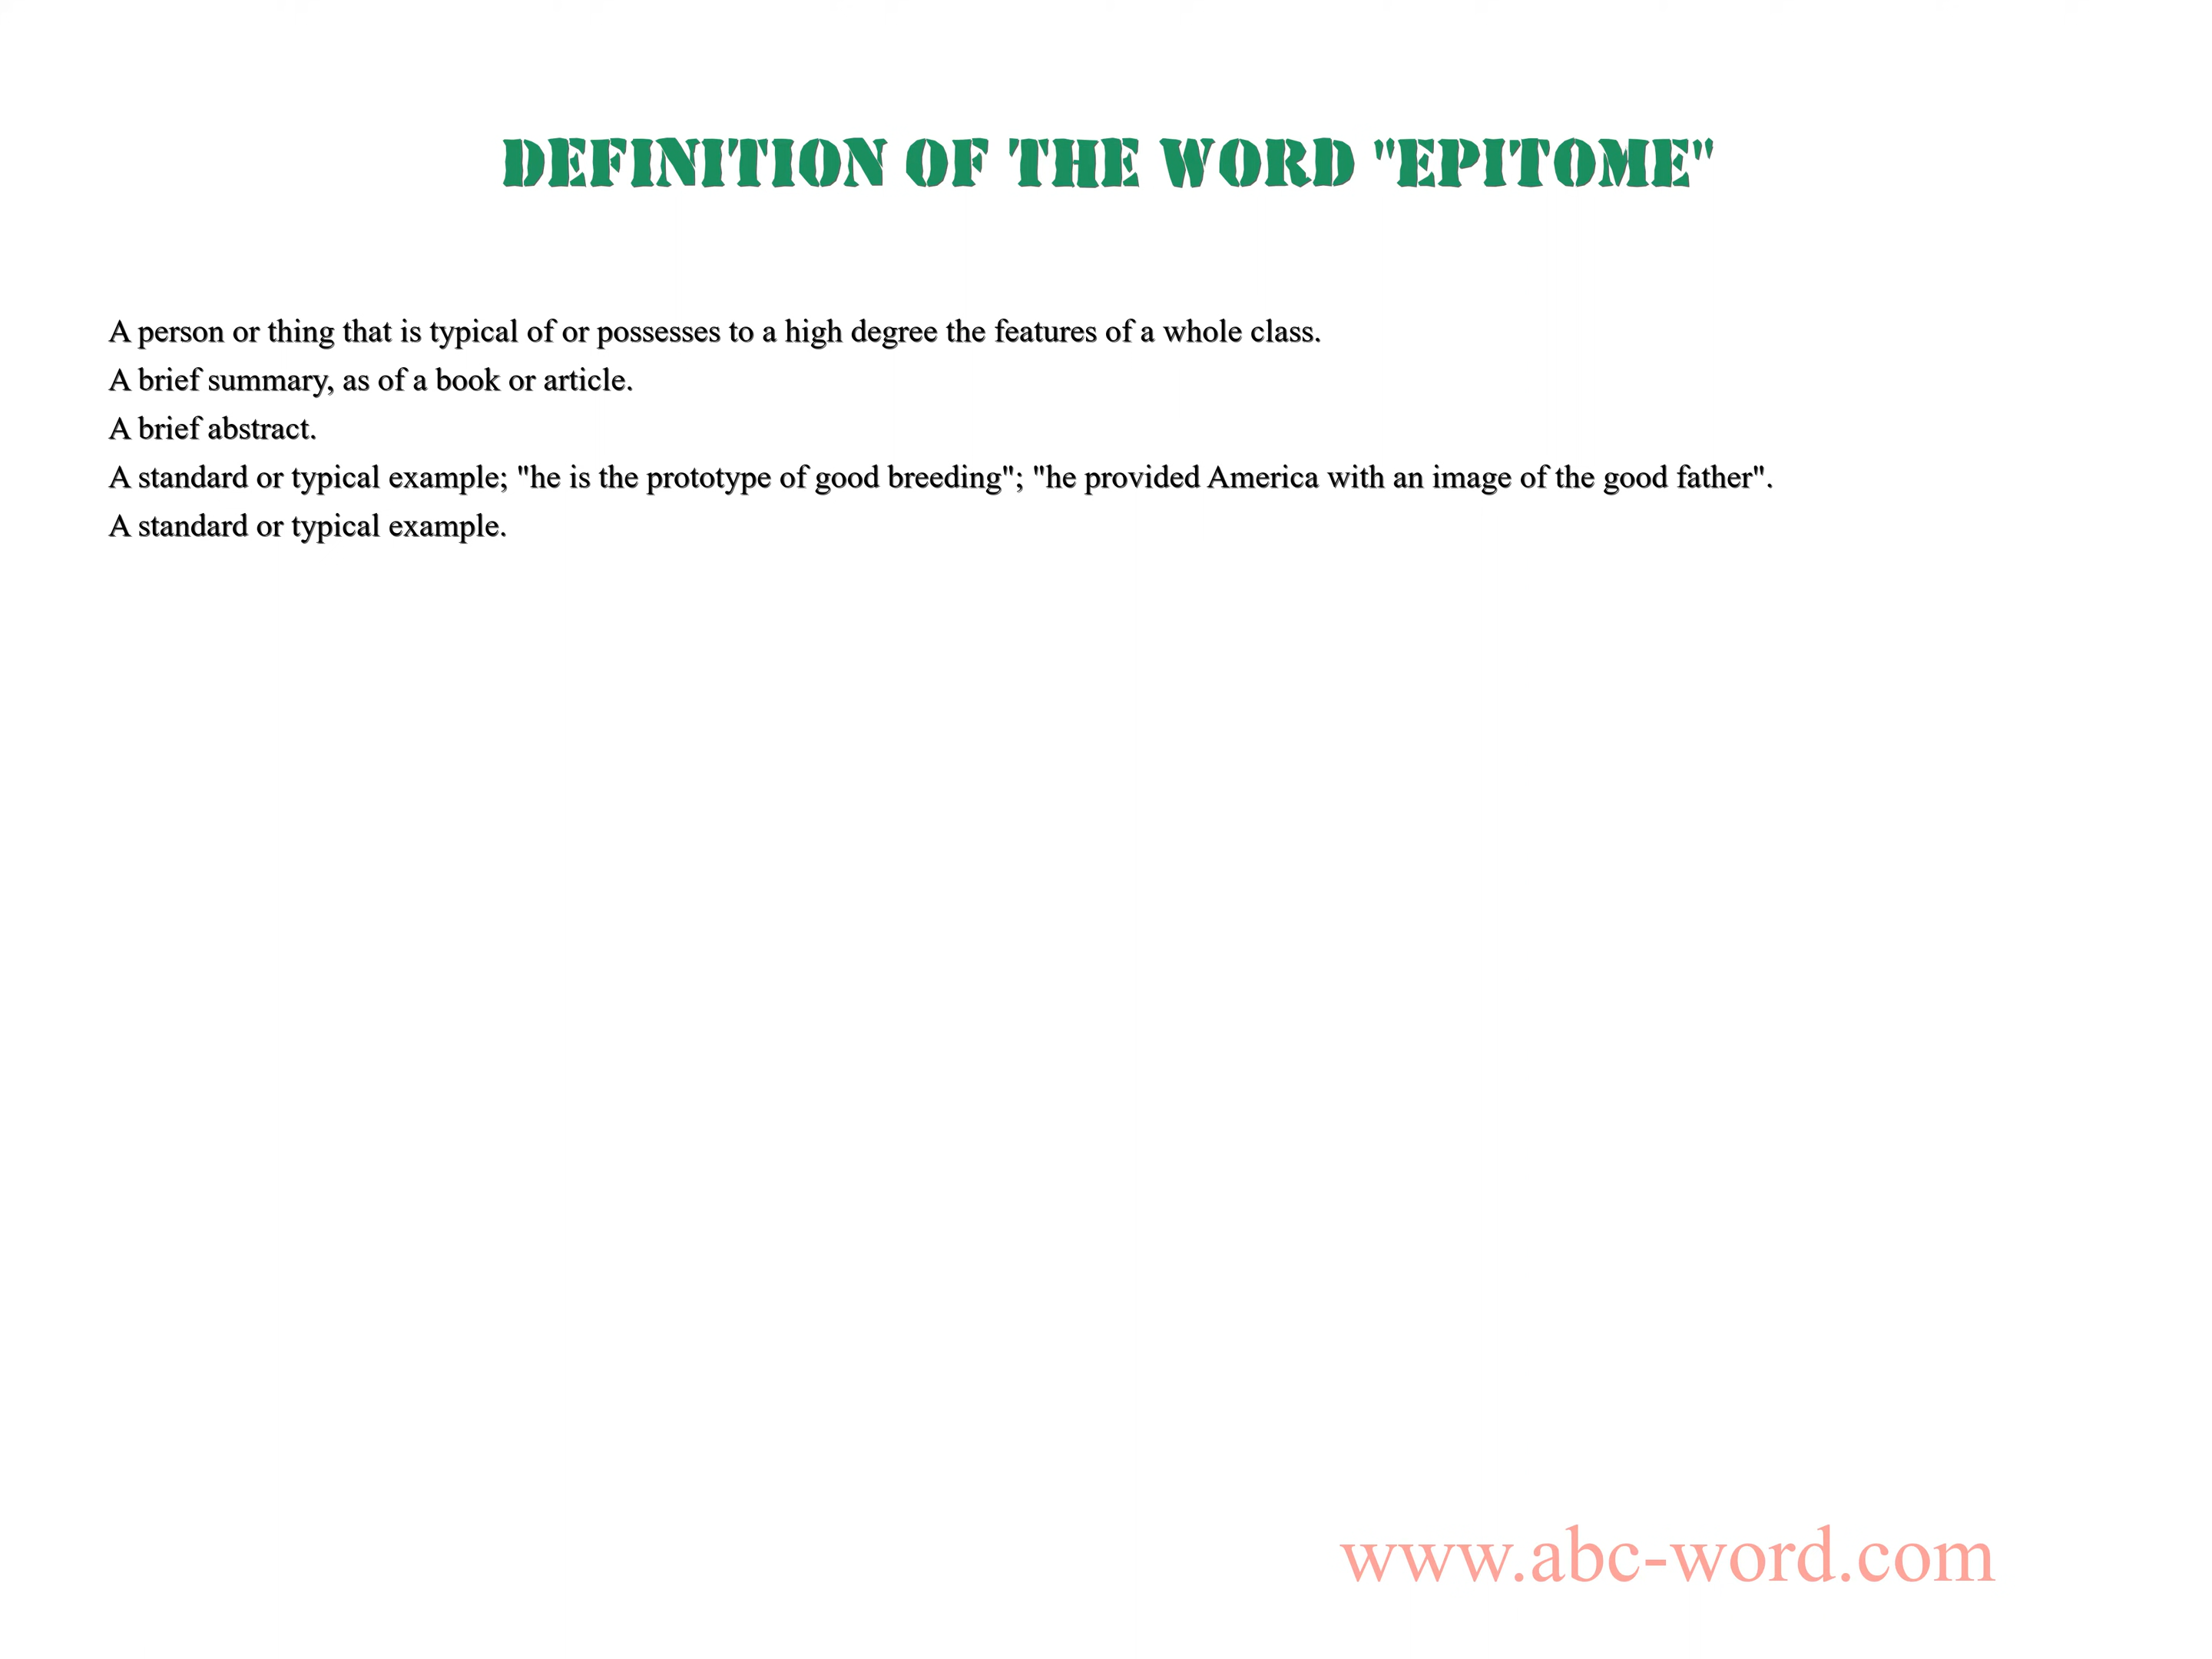 DEFINITION OF THE WORD "EPITOME"
A person or thing that is typical of or possesses to a high degree the features of a whole class.
A brief summary, as of a book or article.
A brief abstract.
A standard or typical example; "he is the prototype of good breeding"; "he provided America with an image of the good father".
A standard or typical example.
www.abc-word.com